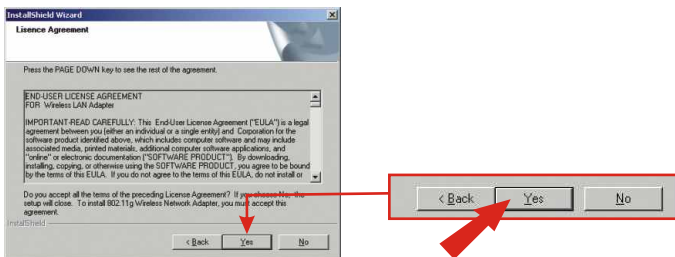 InstallShield Wizard
Lisence Agreement
Press the PAGE DOWN key to see the rest of the agreement.
END-USER LICENSE AGREEMENT
FOR Wireless LAN Adapter
IMPORTANT-READ CAREFULLY: This End-User License Agreement ("EULA") is a legal
agreement between you (either an individual or a single entity) and Corporation for the
software product identified above, which includes computer software and may include
associated media, printed materials, additional computer software applications, and
"online" or electronic documentation ("SOFTWARE PRODUCT"). By downloading,
installing, copying, or otherwise using the SOFTWARE PRODUCT, you agree to be bound
by the terms of this EULA. If you do not agree to the terms of this EULA, do not install or
Do you accept all the terms of the preceding License Agreement? If you choose No, the
setup will close. To install 802.11g Wireless Network Adapter, you must accept this
agreement.
InstallShield
< Back Yes No
< Back Yes No